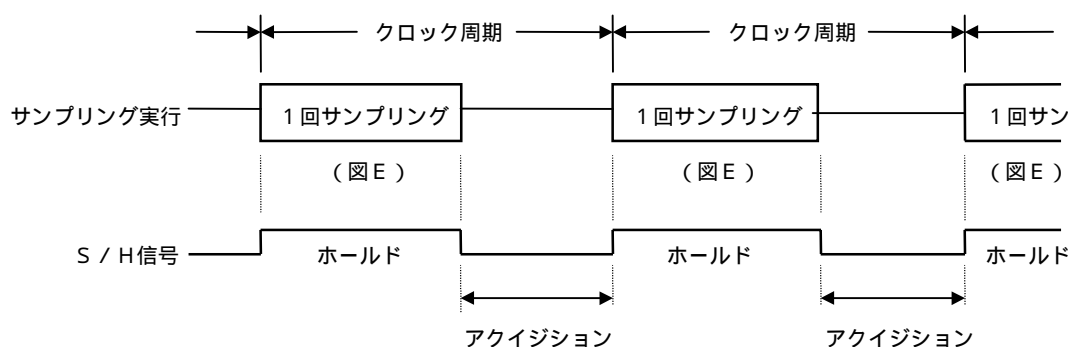 クロック周期 クロック周期
サンプリング実行 1回サンプリング 1回サンプリング 1回サン
(図E) (図E) (図E)
S/H信号 ホールド ホールド ホールド
アクイジション アクイジション